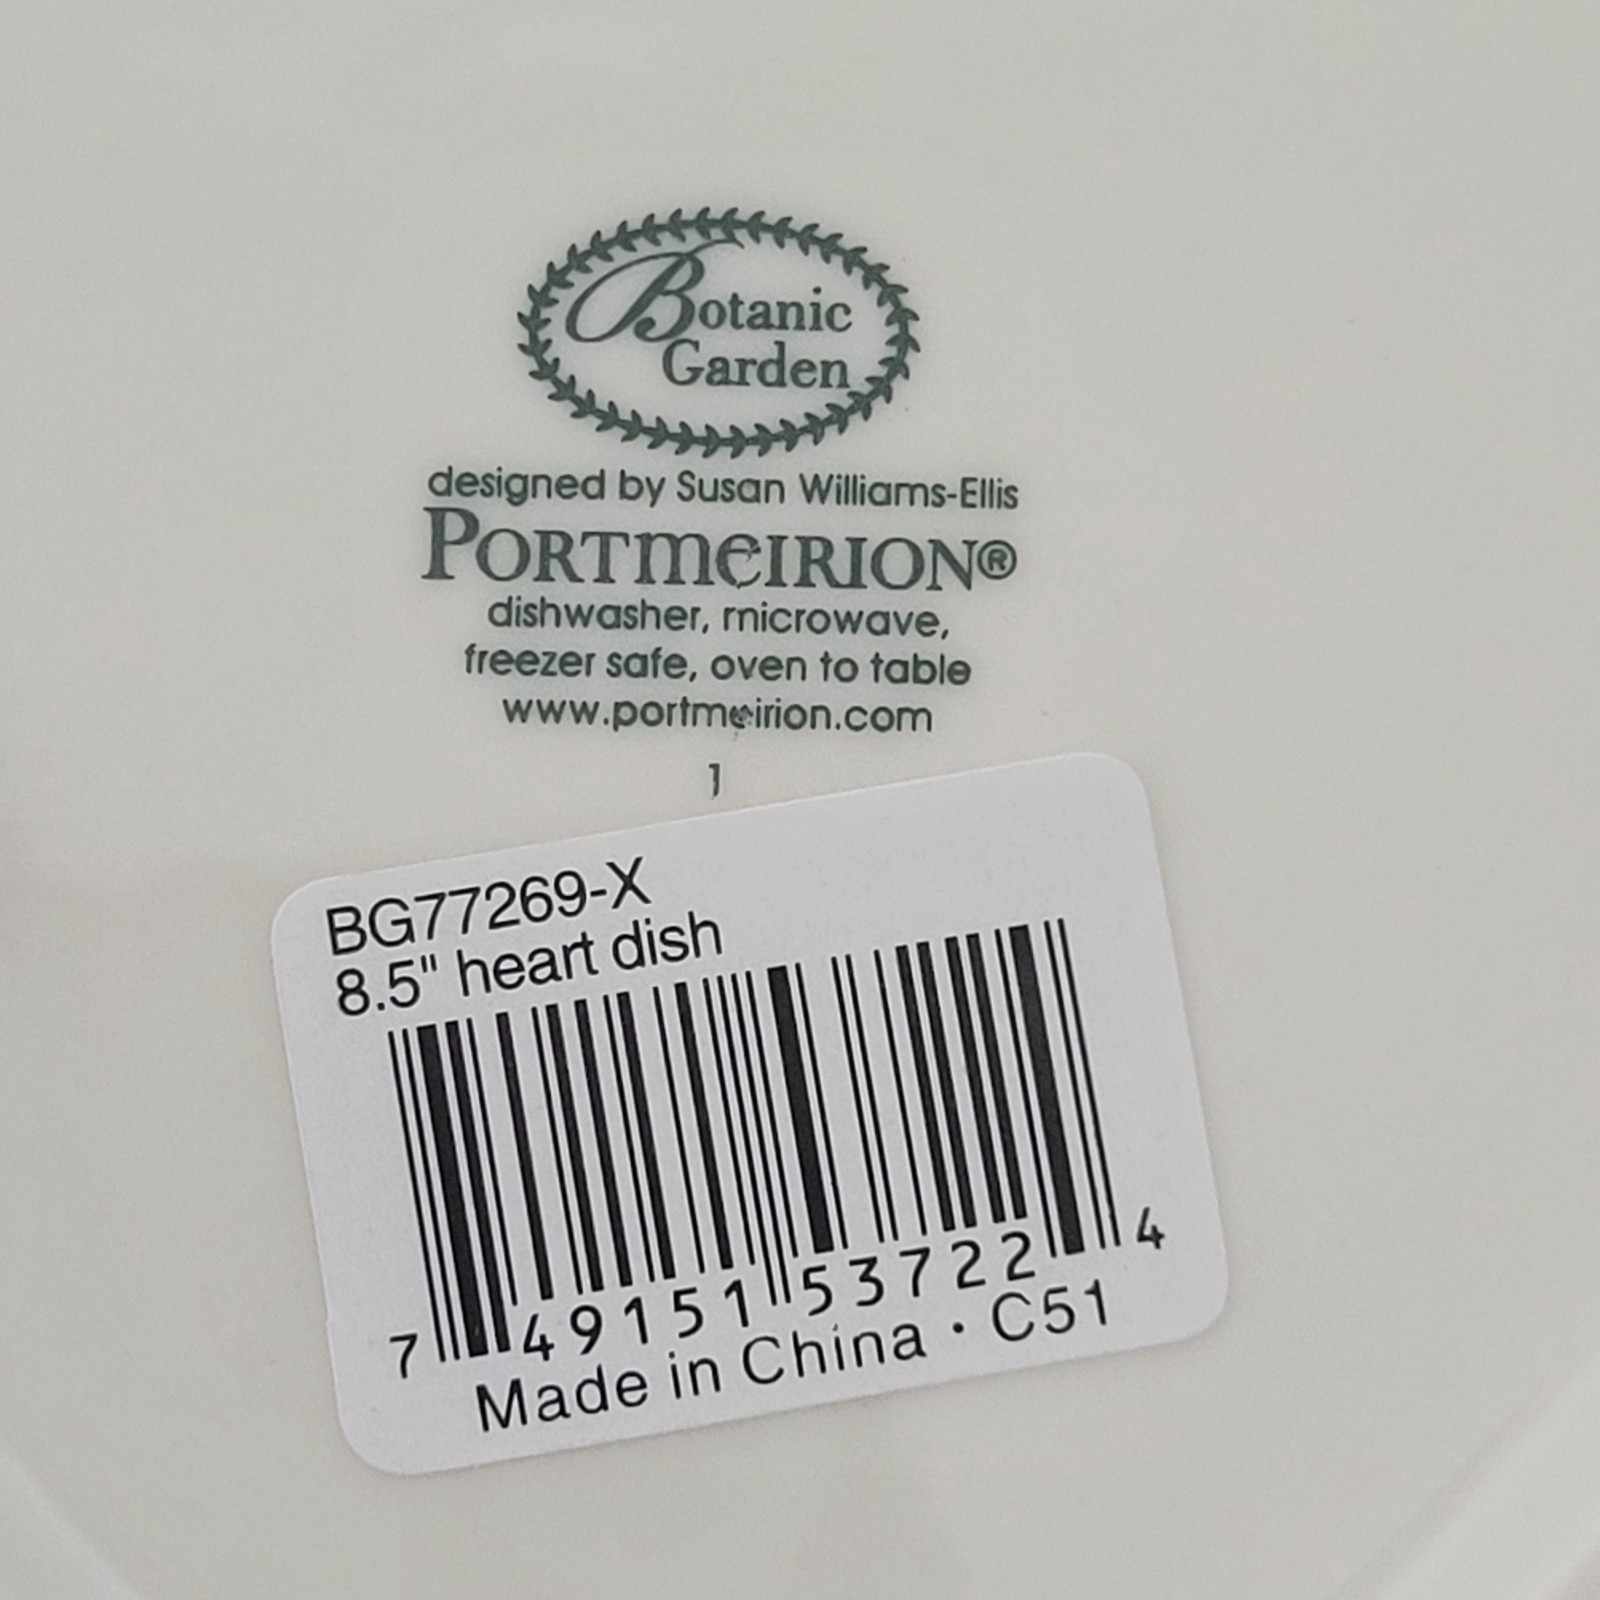 Botanic
Garden
designed by Susan Williams-Ellis
PORTMEIRION®
dishwasher, microwave,
freezer safe, oven to table
www.portmeirion.com
1
BG77269-X
8.5" heart dish
7 49151 53722 4
Made in China · C51